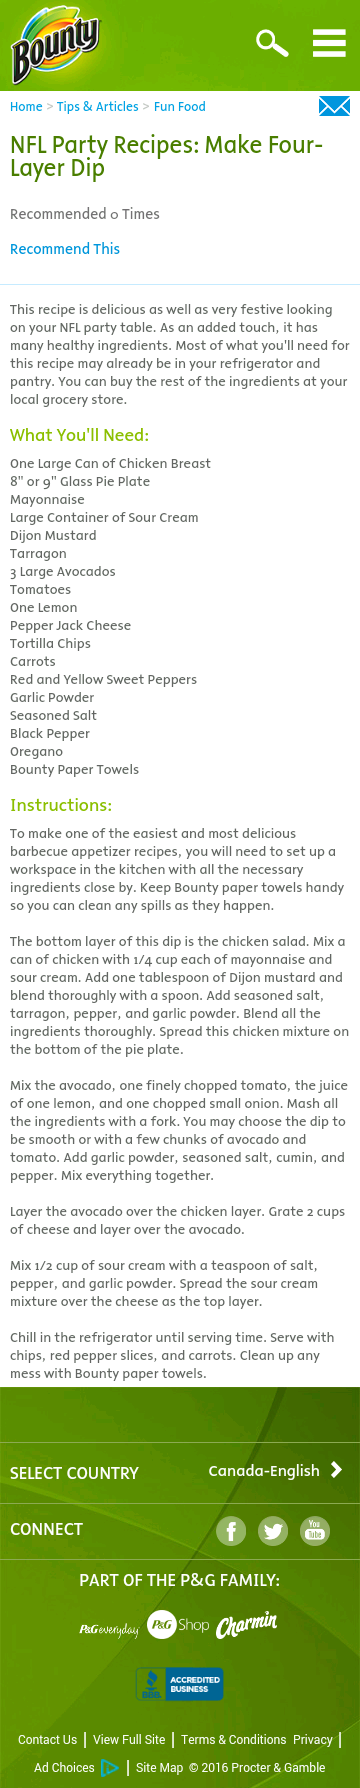 Bounty
Home > Tips & Articles > Fun Food
NFL Party Recipes: Make Four-
Layer Dip
Recommended 0 Times
Recommend This
This recipe is delicious as well as very festive looking
on your NFL party table. As an added touch, it has
many healthy ingredients. Most of what you'll need for
this recipe may already be in your refrigerator and
pantry. You can buy the rest of the ingredients at your
local grocery store.
What You'll Need:
One Large Can of Chicken Breast
8" or 9" Glass Pie Plate
Mayonnaise
Large Container of Sour Cream
Dijon Mustard
Tarragon
3 Large Avocados
Tomatoes
One Lemon
Pepper Jack Cheese
Tortilla Chips
Carrots
Red and Yellow Sweet Peppers
Garlic Powder
Seasoned Salt
Black Pepper
Oregano
Bounty Paper Towels
Instructions:
To make one of the easiest and most delicious
barbecue appetizer recipes, you will need to set up a
workspace in the kitchen with all the necessary
ingredients close by. Keep Bounty paper towels handy
so you can clean any spills as they happen.
The bottom layer of this dip is the chicken salad. Mix a
can of chicken with 1/4 cup each of mayonnaise and
sour cream. Add one tablespoon of Dijon mustard and
blend thoroughly with a spoon. Add seasoned salt,
tarragon, pepper, and garlic powder. Blend all the
ingredients thoroughly. Spread this chicken mixture on
the bottom of the pie plate.
Mix the avocado, one finely chopped tomato, the juice
of one lemon, and one chopped small onion. Mash all
the ingredients with a fork. You may choose the dip to
be smooth or with a few chunks of avocado and
tomato. Add garlic powder, seasoned salt, cumin, and
pepper. Mix everything together.
Layer the avocado over the chicken layer. Grate 2 cups
of cheese and layer over the avocado.
Mix 1/2 cup of sour cream with a teaspoon of salt,
pepper, and garlic powder. Spread the sour cream
mixture over the cheese as the top layer.
Chill in the refrigerator until serving time. Serve with
chips, red pepper slices, and carrots. Clean up any
mess with Bounty paper towels.
SELECT COUNTRY Canada-English
CONNECT f You Tube
PART OF THE P&G FAMILY:
P&G everyday P&G Shop Charmin
BBB ACCREDITED
BUSINESS
Contact Us | View Full Site | Terms & Conditions Privacy |
Ad Choices | Site Map © 2016 Procter & Gamble